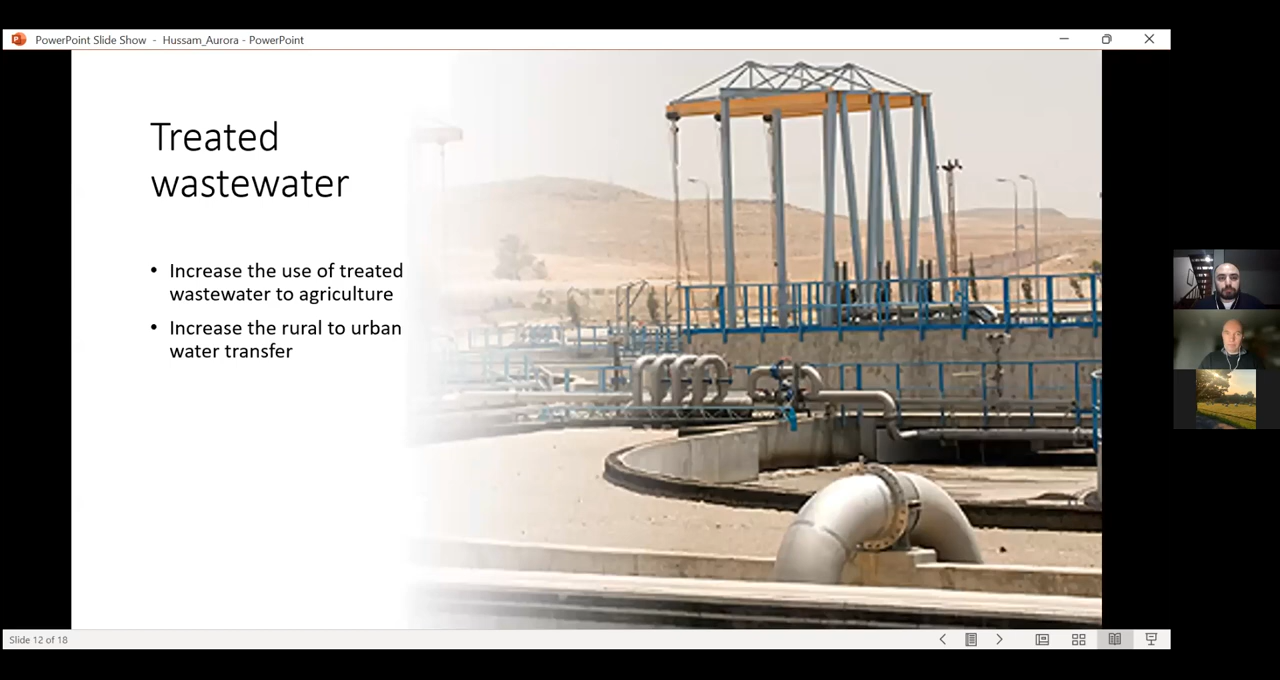 PowerPoint Slide Show - Hussam_Aurora - PowerPoint
Treated
wastewater
• Increase the use of treated
wastewater to agriculture
• Increase the rural to urban
water transfer
Slide 12 of 18